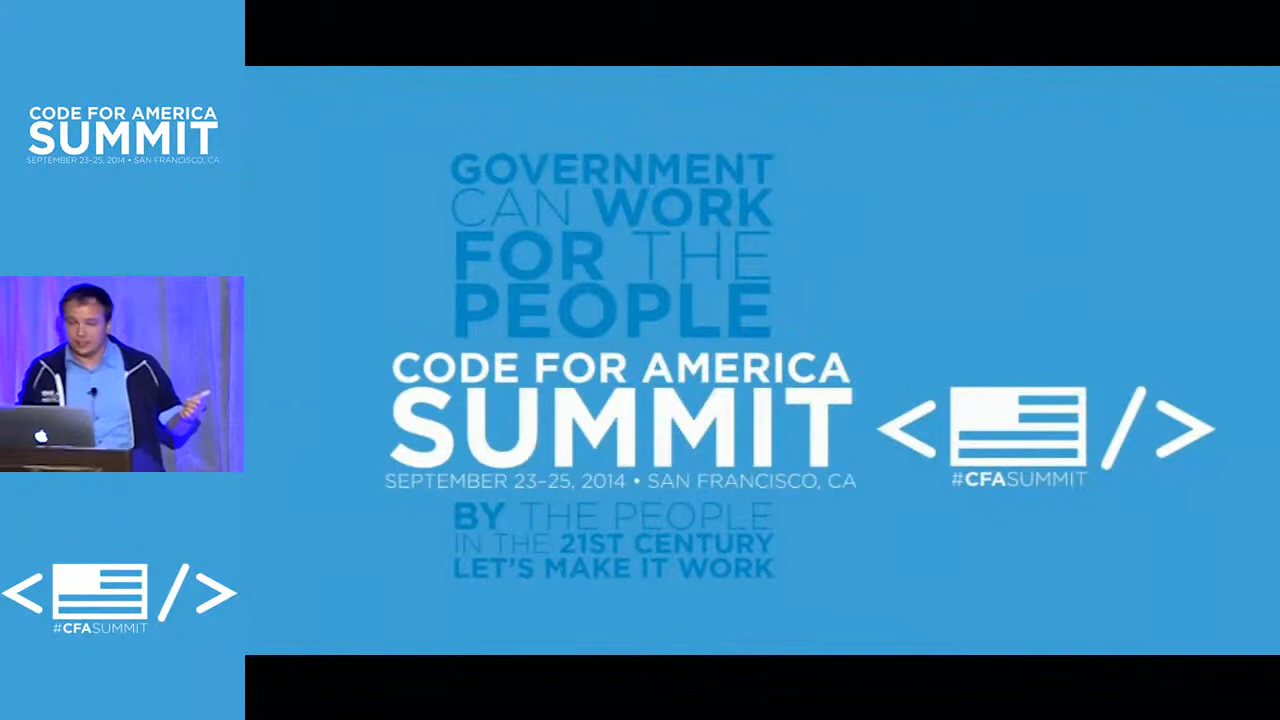 CODE FOR AMERICA
SUMMIT
SEPTEMBER 23-25, 2014 • SAN FRANCISCO, CA
#CFASUMMIT
GOVERNMENT
CAN WORK
FOR THE
PEOPLE
CODE FOR AMERICA
SUMMIT
SEPTEMBER 23-25, 2014 • SAN FRANCISCO, CA
< />
#CFASUMMIT
BY THE PEOPLE
IN THE 21ST CENTURY
LET'S MAKE IT WORK